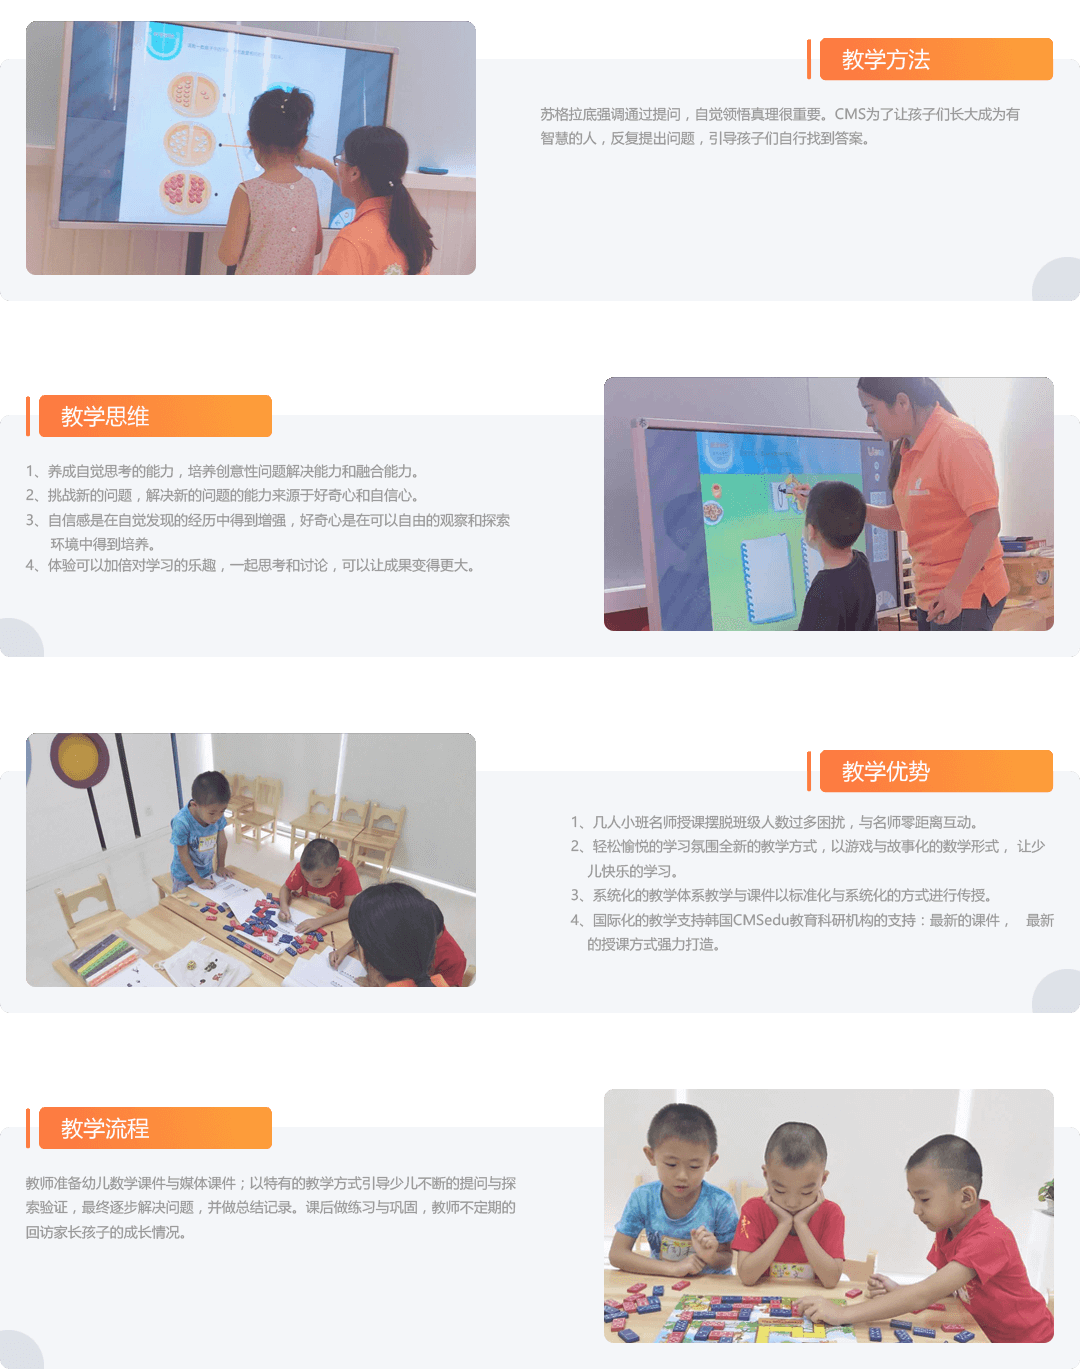 教学方法
苏格拉底强调通过提问，自觉领悟真理很重要。CMS为了让孩子们长大成为有
智慧的人，反复提出问题，引导孩子们自行找到答案。
教学思维
1、养成自觉思考的能力，培养创意性问题解决能力和融合能力。
2、挑战新的问题，解决新的问题的能力来源于好奇心和自信心。
3、自信感是在自觉发现的经历中得到增强，好奇心是在可以自由的观察和探索
环境中得到培养。
4、体验可以加倍对学习的乐趣，一起思考和讨论，可以让成果变得更大。
教学优势
1、几人小班名师授课摆脱班级人数过多困扰，与名师零距离互动。
2、轻松愉悦的学习氛围全新的教学方式，以游戏与故事化的数学形式， 让少
儿快乐的学习。
3、系统化的教学体系教学与课件以标准化与系统化的方式进行传授。
4、国际化的教学支持韩国CMSedu教育科研机构的支持：最新的课件， 最新
的授课方式强力打造。
教学流程
教师准备幼儿数学课件与媒体课件；以特有的教学方式引导少儿不断的提问与探
索验证，最终逐步解决问题，并做总结记录。课后做练习与巩固，教师不定期的
回访家长孩子的成长情况。